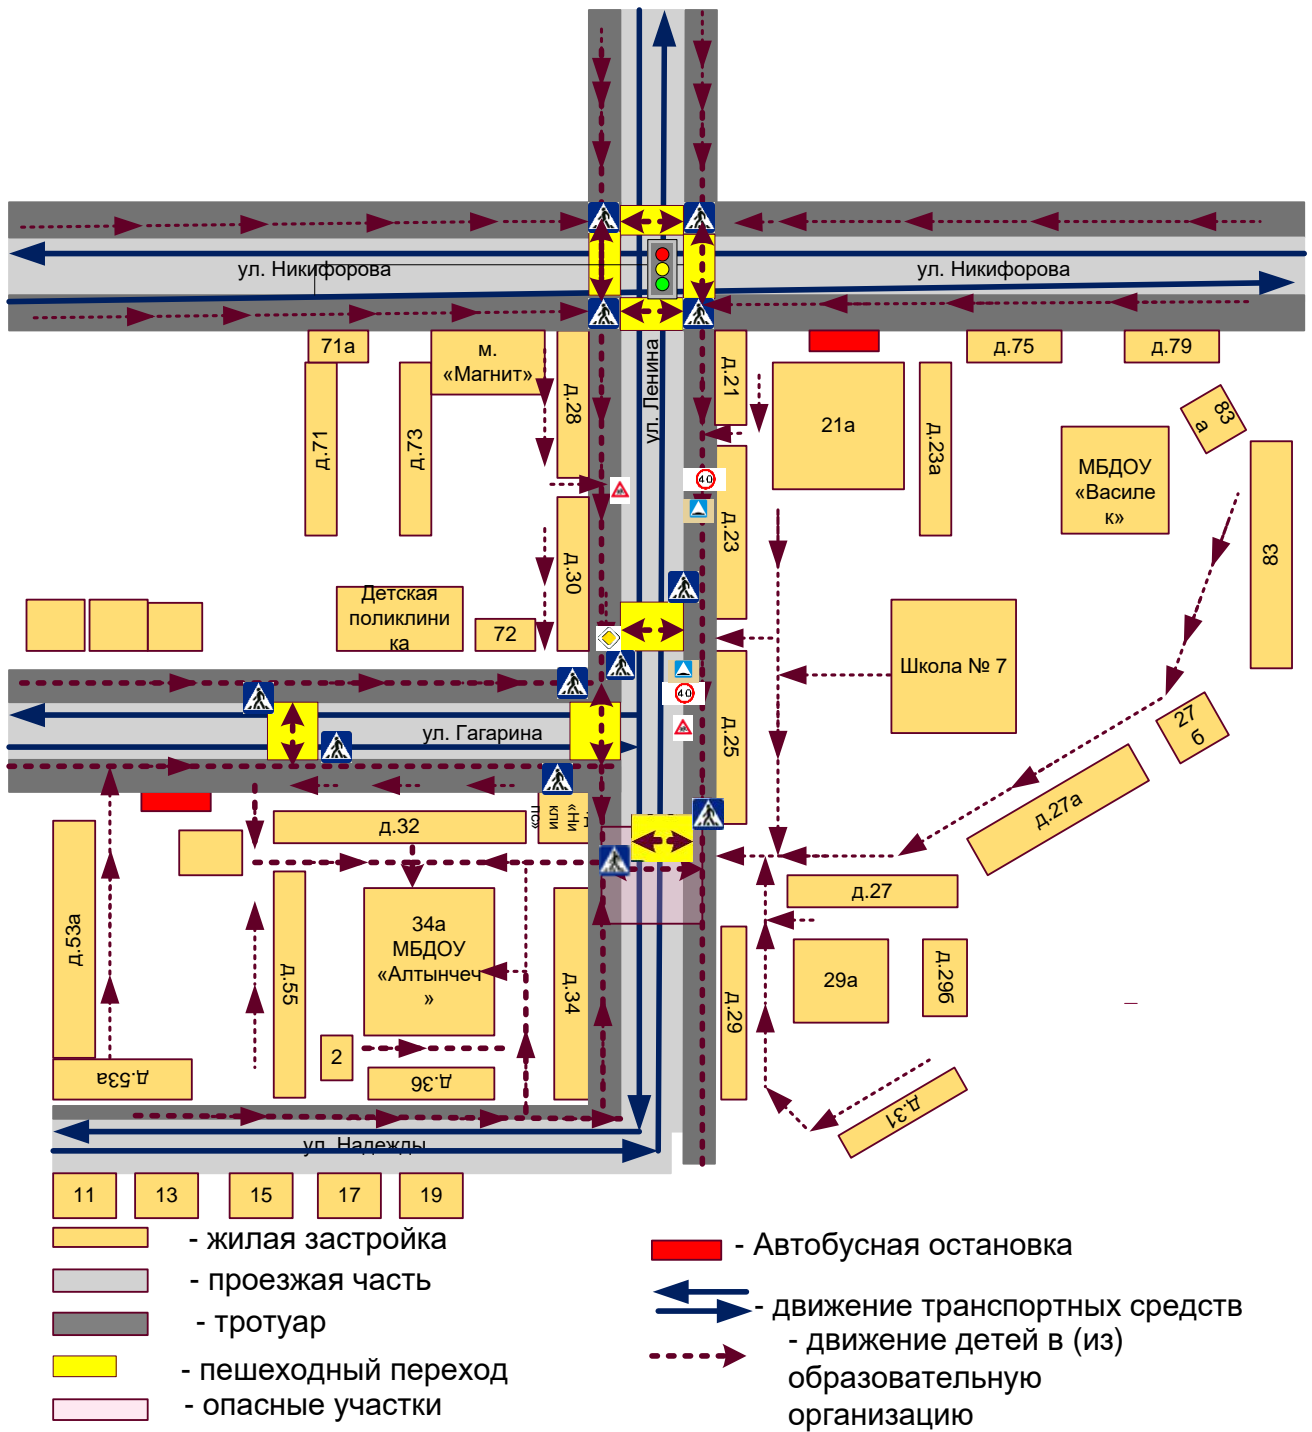 ул. Никифорова
ул. Никифорова
71а
м.
«Магнит»
д.28
ул. Ленина
д.21
д.75
д.79
д.71
д.73
21а
д.23а
83
а
МБДОУ
«Василе
к»
83
40
д.23
д.30
Детская
поликлини
ка
72
Школа № 7
40
ул. Гагарина
д.25
27
б
д.27а
«Ни
кли
пс»
д.32
д.27
д.53а
34а
МБДОУ
«Алтынчеч
»
д.55
д.34
29а
д.29б
д.29
2
д.53а
д.36
д.31
ул. Надежды
11
13
15
17
19
- жилая застройка
- проезжая часть
- тротуар
- пешеходный переход
- опасные участки
- Автобусная остановка
- движение транспортных средств
- движение детей в (из)
образовательную
организацию